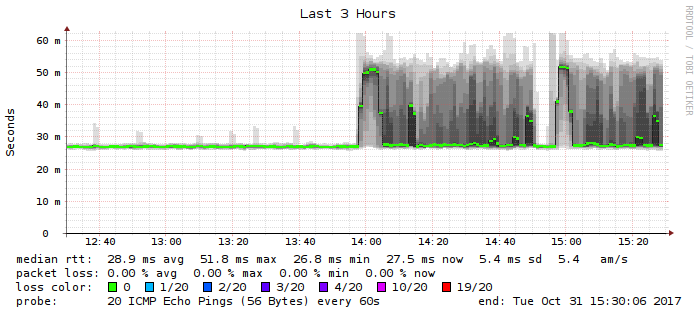 Last 3 Hours
RRDTOOL / TOBI OETIKER
Seconds
60 m
50 m
40 m
30 m
20 m
10 m
0
12:40 13:00 13:20 13:40 14:00 14:20 14:40 15:00 15:20
median rtt: 28.9 ms avg 51.8 ms max 26.8 ms min 27.5 ms now 5.4 ms sd 5.4 am/s
packet loss: 0.00 % avg 0.00 % max 0.00 % min 0.00 % now
loss color: 0 1/20 2/20 3/20 4/20 10/20 19/20
probe: 20 ICMP Echo Pings (56 Bytes) every 60s end: Tue Oct 31 15:30:06 2017